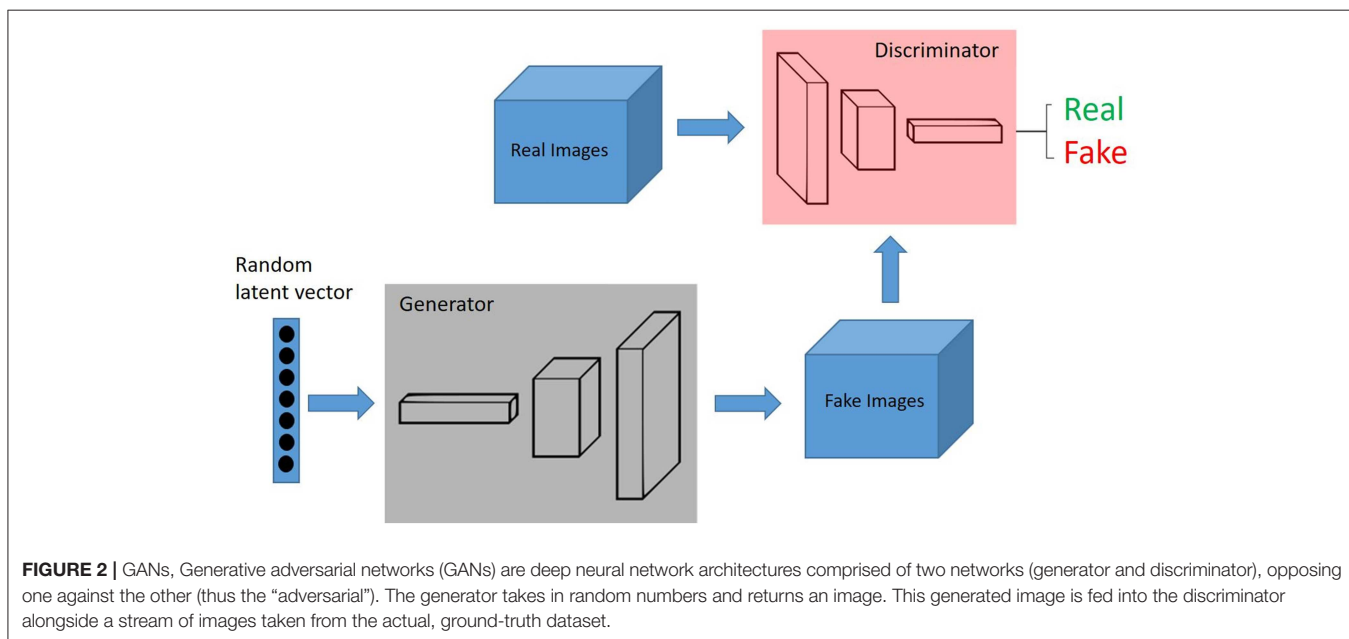 Discriminator
Real Images
Real
Fake
Random
latent vector
Generator
Fake Images
FIGURE 2 | GANs, Generative adversarial networks (GANs) are deep neural network architectures comprised of two networks (generator and discriminator), opposing
one against the other (thus the “adversarial”). The generator takes in random numbers and returns an image. This generated image is fed into the discriminator
alongside a stream of images taken from the actual, ground-truth dataset.